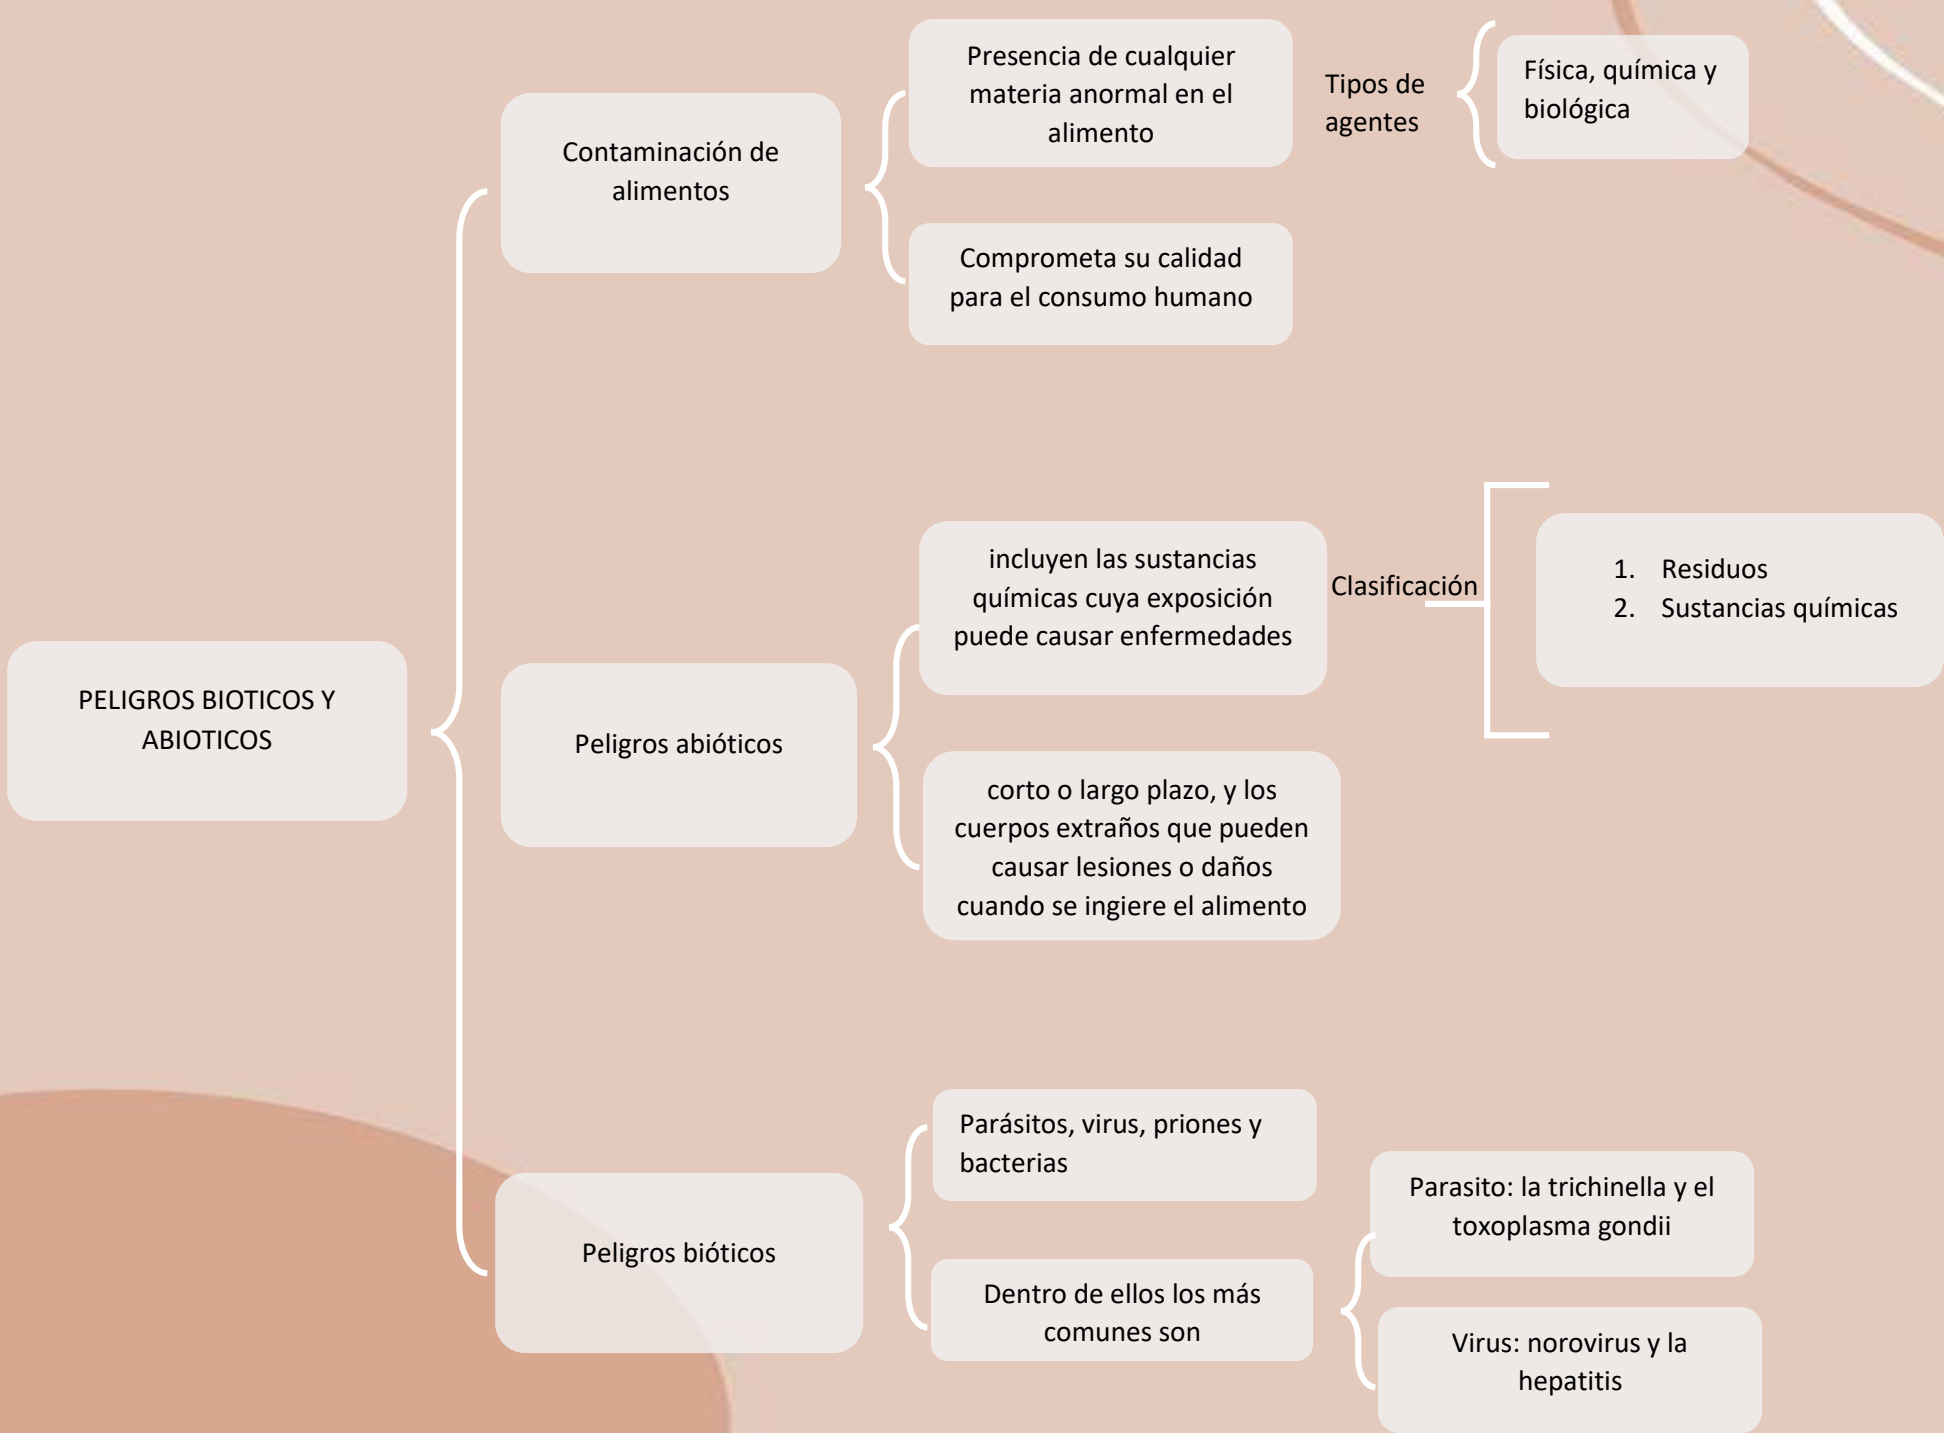 PELIGROS BIOTICOS Y
ABIOTICOS
Contaminación de
alimentos
Presencia de cualquier
materia anormal en el
alimento
Tipos de
agentes
Física, química y
biológica
Comprometa su calidad
para el consumo humano
Peligros abióticos
incluyen las sustancias
químicas cuya exposición
puede causar enfermedades
Clasificación
1. Residuos
2. Sustancias químicas
corto o largo plazo, y los
cuerpos extraños que pueden
causar lesiones o daños
cuando se ingiere el alimento
Peligros bióticos
Parásitos, virus, priones y
bacterias
Dentro de ellos los más
comunes son
Parasito: la trichinella y el
toxoplasma gondii
Virus: norovirus y la
hepatitis